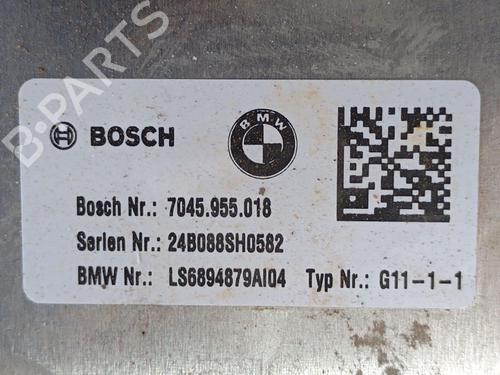 B-PARTS
BOSCH
BMW
Bosch Nr.: 7045.955.018
Serien Nr.: 24B088SH0582
BMW Nr.: LS6894879AI04 Typ Nr.: G11-1-1